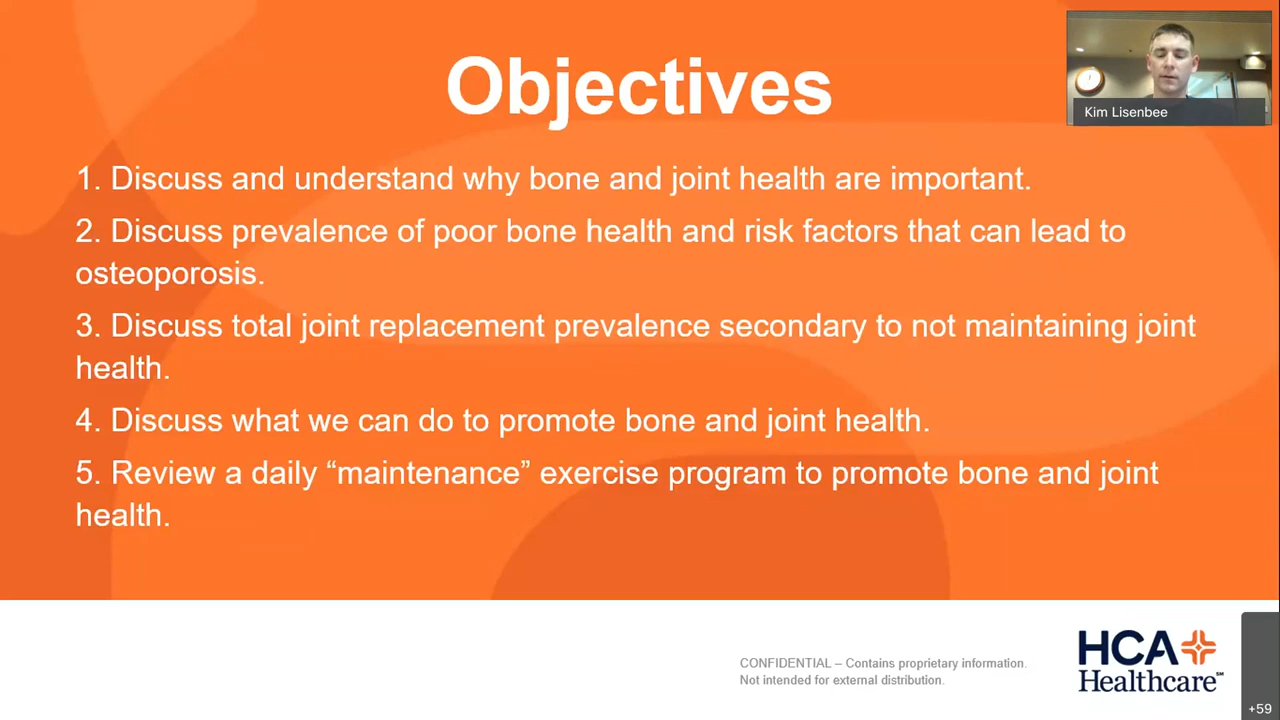 Objectives
Kim Lisenbee
1. Discuss and understand why bone and joint health are important.
2. Discuss prevalence of poor bone health and risk factors that can lead to
osteoporosis.
3. Discuss total joint replacement prevalence secondary to not maintaining joint
health.
4. Discuss what we can do to promote bone and joint health.
5. Review a daily “maintenance” exercise program to promote bone and joint
health.
CONFIDENTIAL – Contains proprietary information.
Not intended for external distribution.
HCA
Healthcare℠
+59